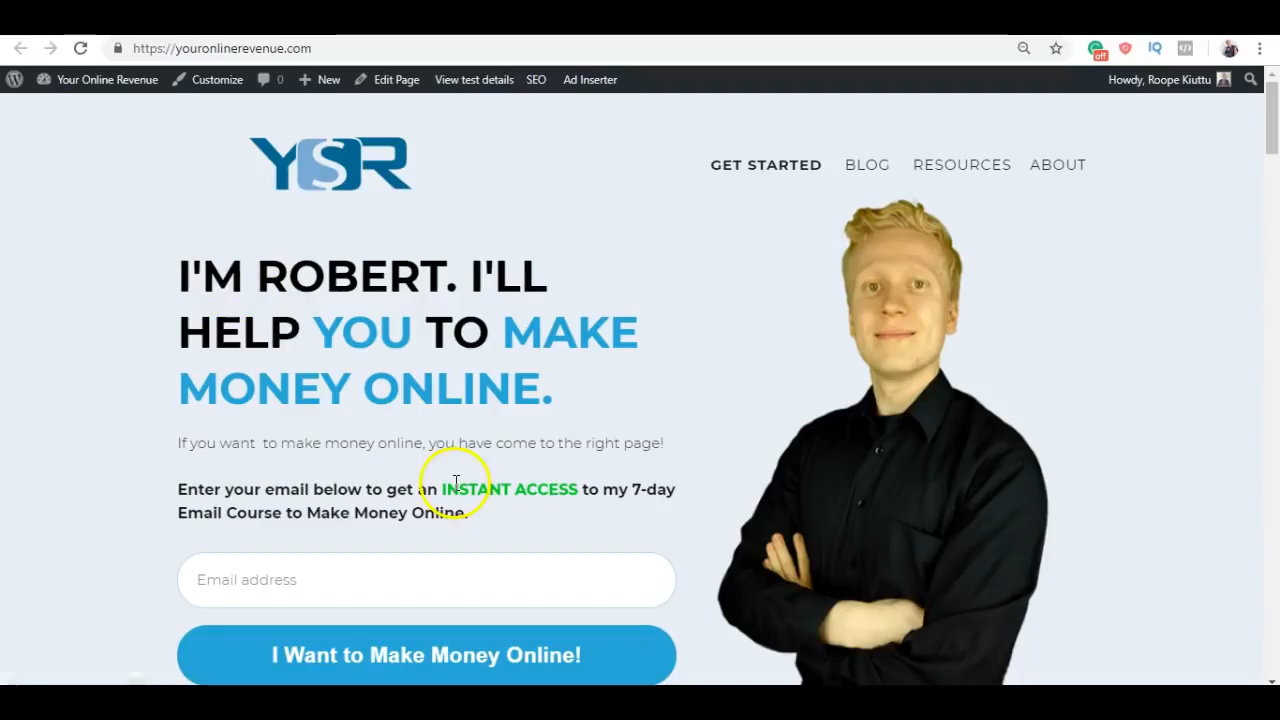 https://youronlinerevenue.com
off
IQ
Your Online Revenue Customize 0 New Edit Page View test details SEO Ad Inserter Howdy, Roope Kiuttu
YSR
GET STARTED BLOG RESOURCES ABOUT
I'M ROBERT. I'LL
HELP YOU TO MAKE
MONEY ONLINE.
If you want to make money online, you have come to the right page!
Enter your email below to get an INSTANT ACCESS to my 7-day
Email Course to Make Money Online.
Email address
I Want to Make Money Online!